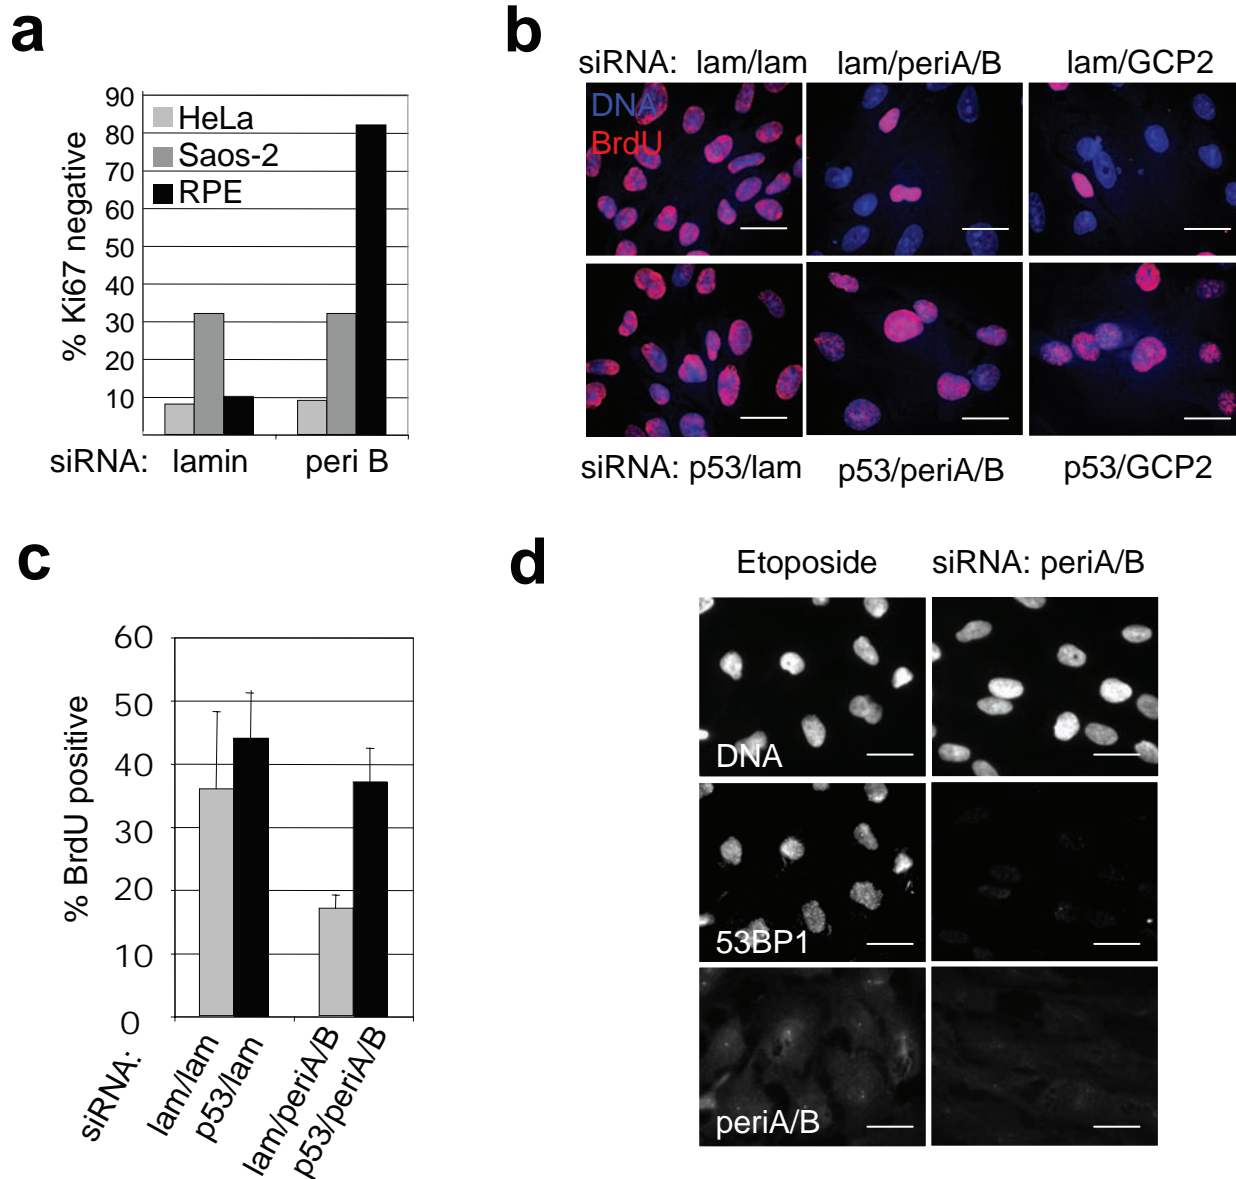 a
90
80
70
60
50
40
30
20
10
% Ki67 negative
HeLa
Saos-2
RPE
siRNA: lamin peri B
b
siRNA: lam/lam lam/periA/B lam/GCP2
DNA
BrdU
siRNA: p53/lam p53/periA/B p53/GCP2
c
60
50
40
30
20
10
0
% BrdU positive
siRNA:
lam/lam
p53/lam
lam/periA/B
p53/periA/B
d
Etoposide siRNA: periA/B
DNA
53BP1
periA/B